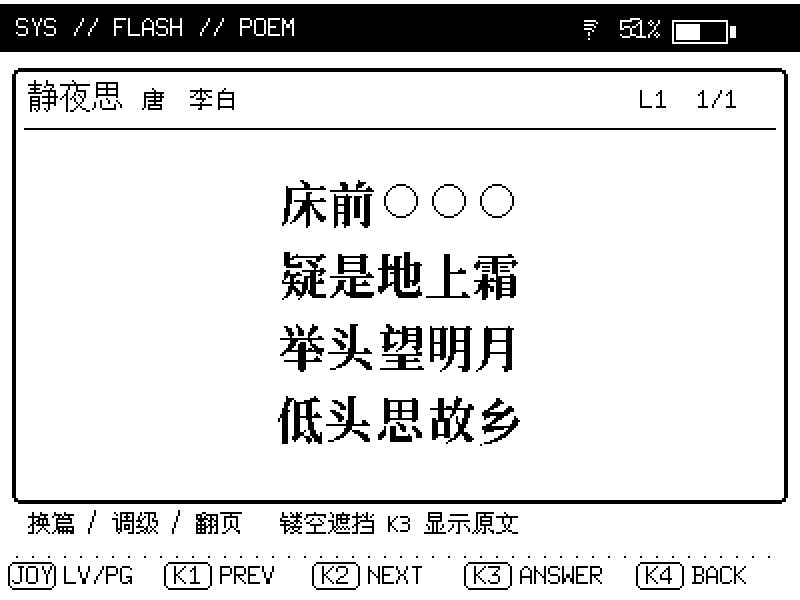 SYS // FLASH // POEM 51%
静夜思 唐 李白 L1 1/1
床前○○○
疑是地上霜
举头望明月
低头思故乡
换篇 / 调级 / 翻页 镂空遮挡 K3 显示原文
JOY LV/PG K1 PREV K2 NEXT K3 ANSWER K4 BACK